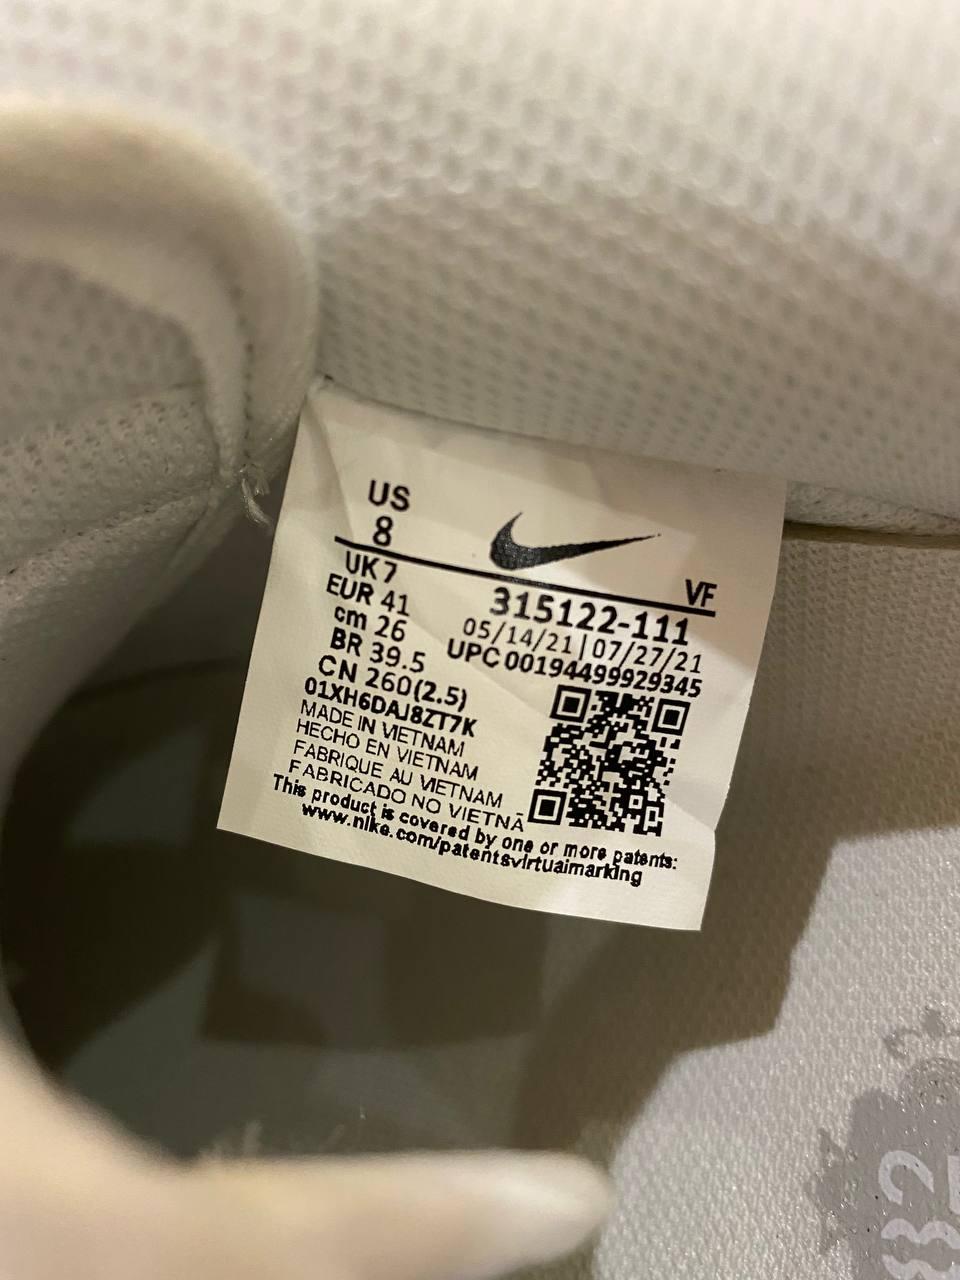 US
8
UK 7
EUR 41
cm 26
BR 39.5
CN 260(2.5)
01XH6DAJ8ZT7K
MADE IN VIETNAM
HECHO EN VIETNAM
FABRIQUE AU VIETNAM
FABRICADO NO VIETNÃ
VF
315122-111
05/14/21|07/27/21
UPC 00194499929345
This product is covered by one or more patents:
www.nike.com/patentsvirtualmarking